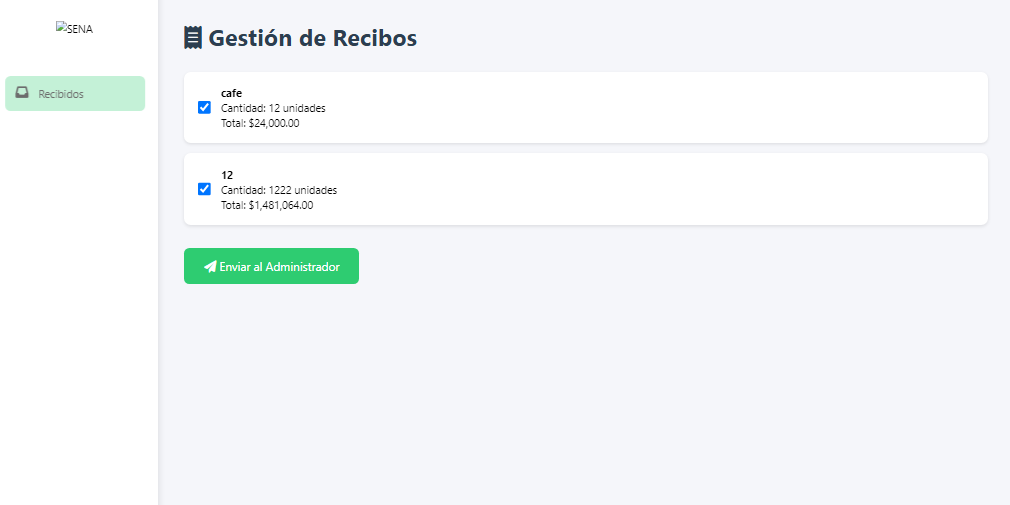 SENA
Recibidos
Gestión de Recibos
cafe
Cantidad: 12 unidades
Total: $24,000.00
12
Cantidad: 1222 unidades
Total: $1,481,064.00
Enviar al Administrador